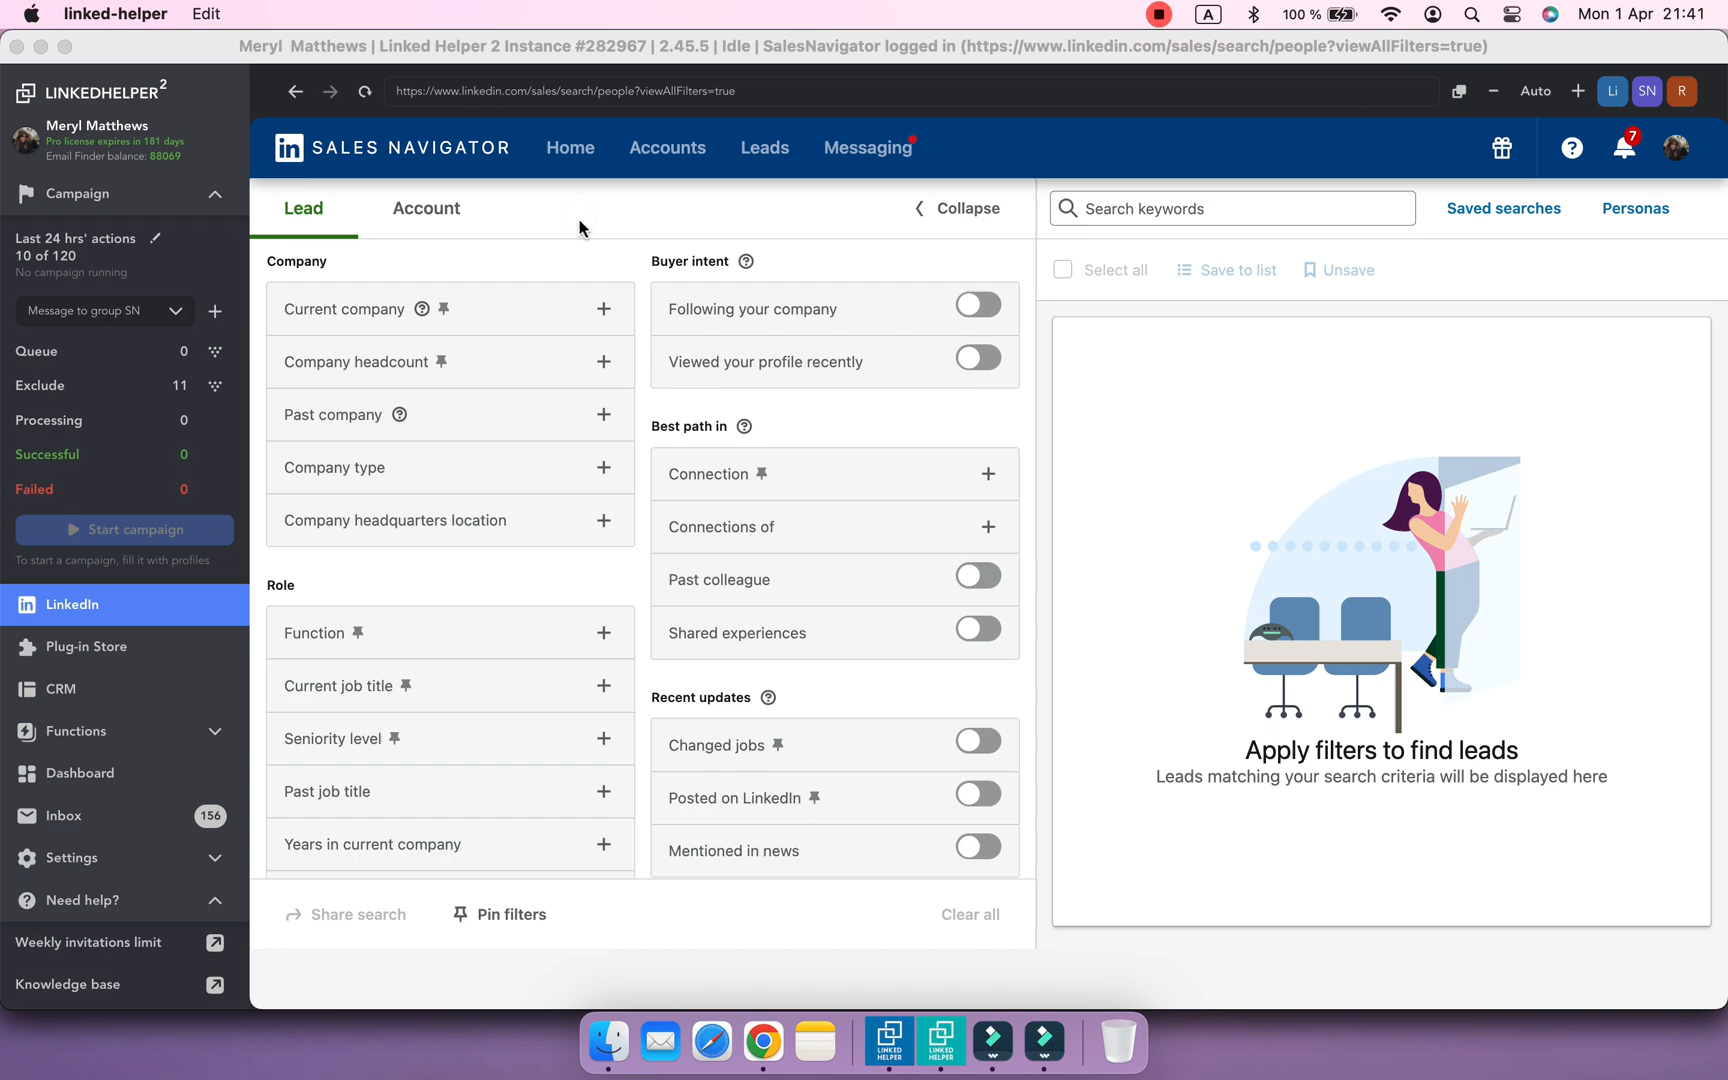 linked-helper Edit A 100 % Mon 1 Apr 21:41
Meryl Matthews | Linked Helper 2 Instance #282967 | 2.45.5 | Idle | SalesNavigator logged in (https://www.linkedin.com/sales/search/people?viewAllFilters=true)
LINKEDHELPER2
https://www.linkedin.com/sales/search/people?viewAllFilters=true
Auto
Li SN R
Meryl Matthews
Pro license expires in 181 days
Email Finder balance: 88069
Campaign
Last 24 hrs' actions
10 of 120
No campaign running
Message to group SN
Queue 0
Exclude 11
Processing 0
Successful 0
Failed 0
Start campaign
To start a campaign, fill it with profiles
LinkedIn
Plug-in Store
CRM
Functions
Dashboard
Inbox 156
Settings
Need help?
Weekly invitations limit
Knowledge base
in SALES NAVIGATOR Home Accounts Leads Messaging 7
Lead Account Collapse
Company
Current company
Company headcount
Past company
Company type
Company headquarters location
Role
Function
Current job title
Seniority level
Past job title
Years in current company
Buyer intent
Following your company
Viewed your profile recently
Best path in
Connection
Connections of
Past colleague
Shared experiences
Recent updates
Changed jobs
Posted on LinkedIn
Mentioned in news
Share search Pin filters Clear all
Search keywords Saved searches Personas
Select all Save to list Unsave
Apply filters to find leads
Leads matching your search criteria will be displayed here
LINKED
HELPER
LINKED
HELPER